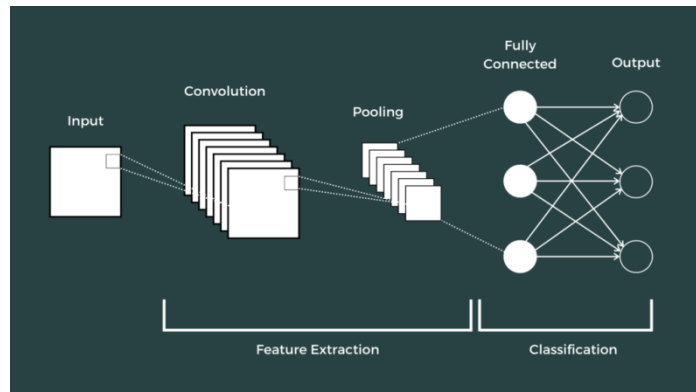 Input
Convolution
Pooling
Fully
Connected
Output
Feature Extraction
Classification